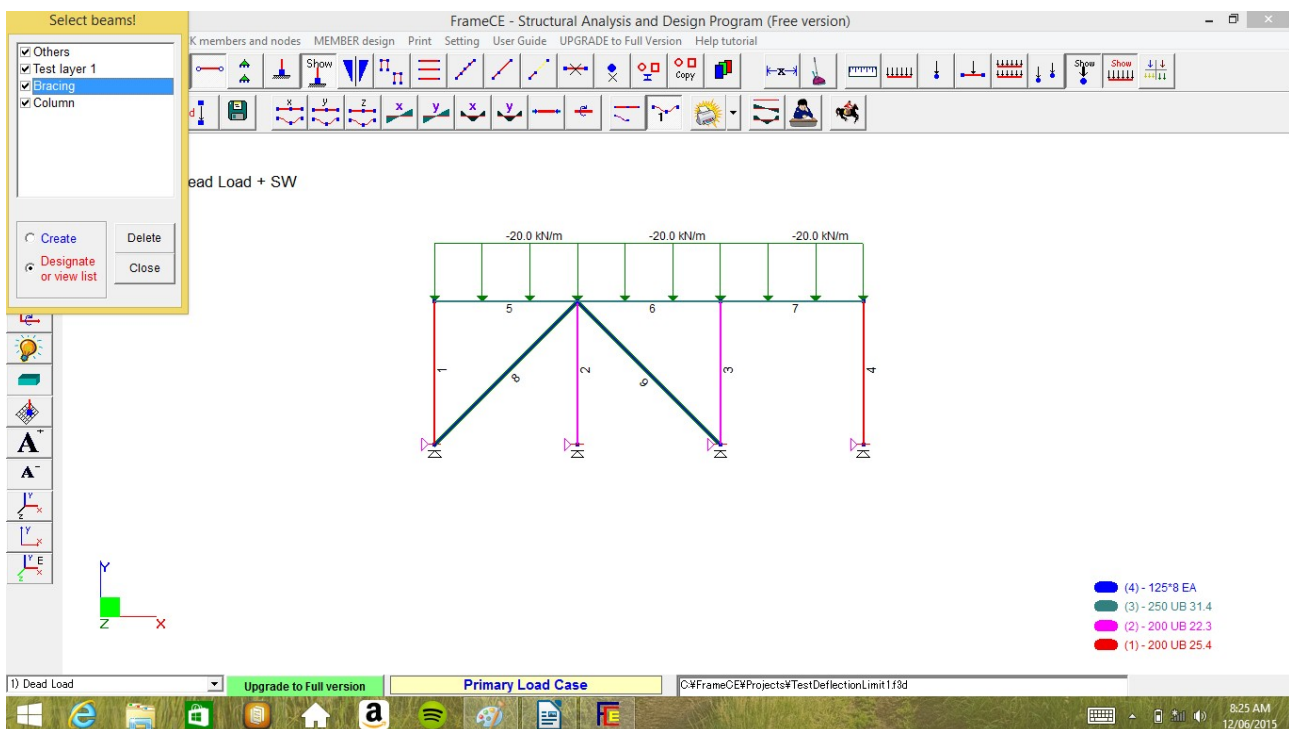 Select beams!
FrameCE - Structural Analysis and Design Program (Free version)
K members and nodes MEMBER design Print Setting User Guide UPGRADE to Full Version Help tutorial
Others
Test layer 1
Bracing
Column
Create
Delete
Designate
or view list
Close
Show
Copy
x
Show
Show
d
x
y
z
x
y
x
y
1
ead Load + SW
-20.0 kN/m
-20.0 kN/m
-20.0 kN/m
5
6
7
1
8
2
9
3
4
A+
A-
Y
x
z
Y
x
Y E
x
z
Y
Z
X
(4) - 125*8 EA
(3) - 250 UB 31.4
(2) - 200 UB 22.3
(1) - 200 UB 25.4
1) Dead Load
Upgrade to Full version
Primary Load Case
C:¥FrameCE¥Projects¥TestDeflectionLimit1.f3d
a
8:25 AM
12/06/2015